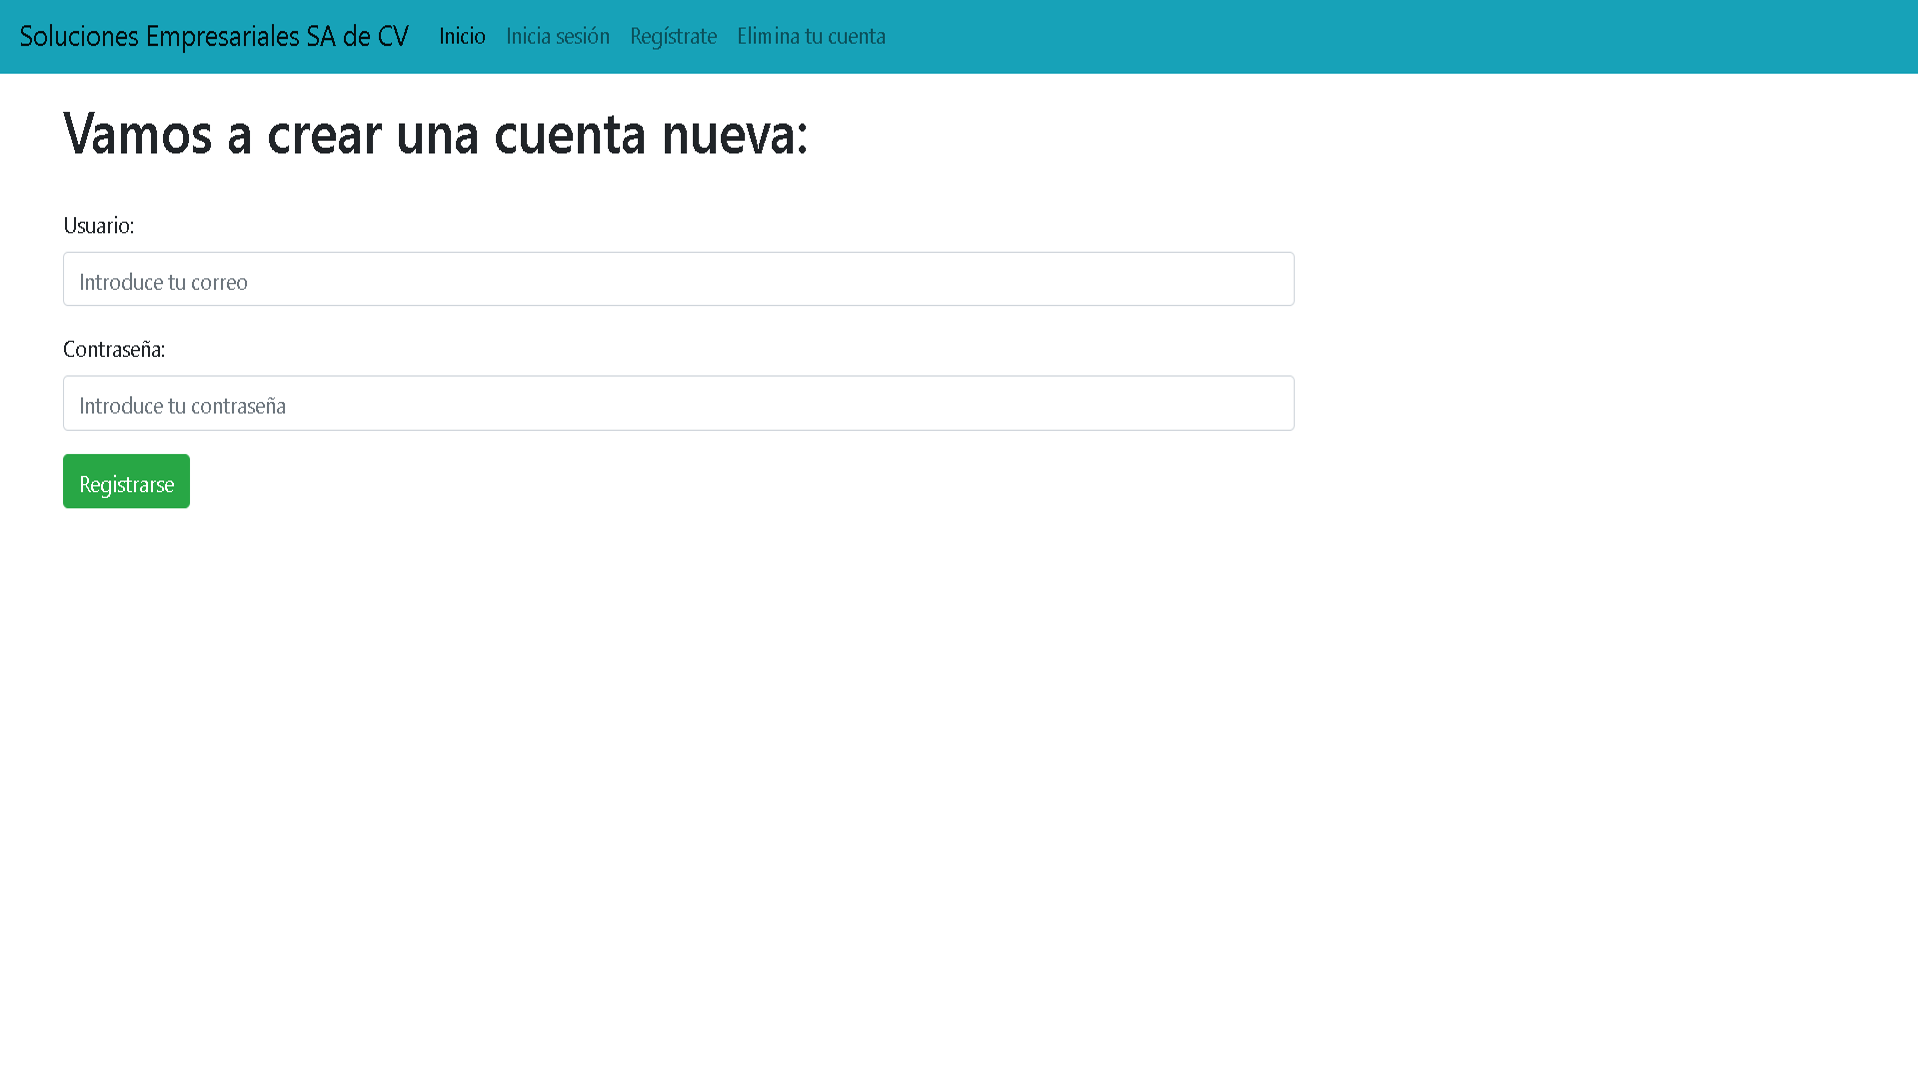 Soluciones Empresariales SA de CV Inicio Inicia sesión Regístrate Elimina tu cuenta
Vamos a crear una cuenta nueva:
Usuario:
Introduce tu correo
Contraseña:
Introduce tu contraseña
Registrarse